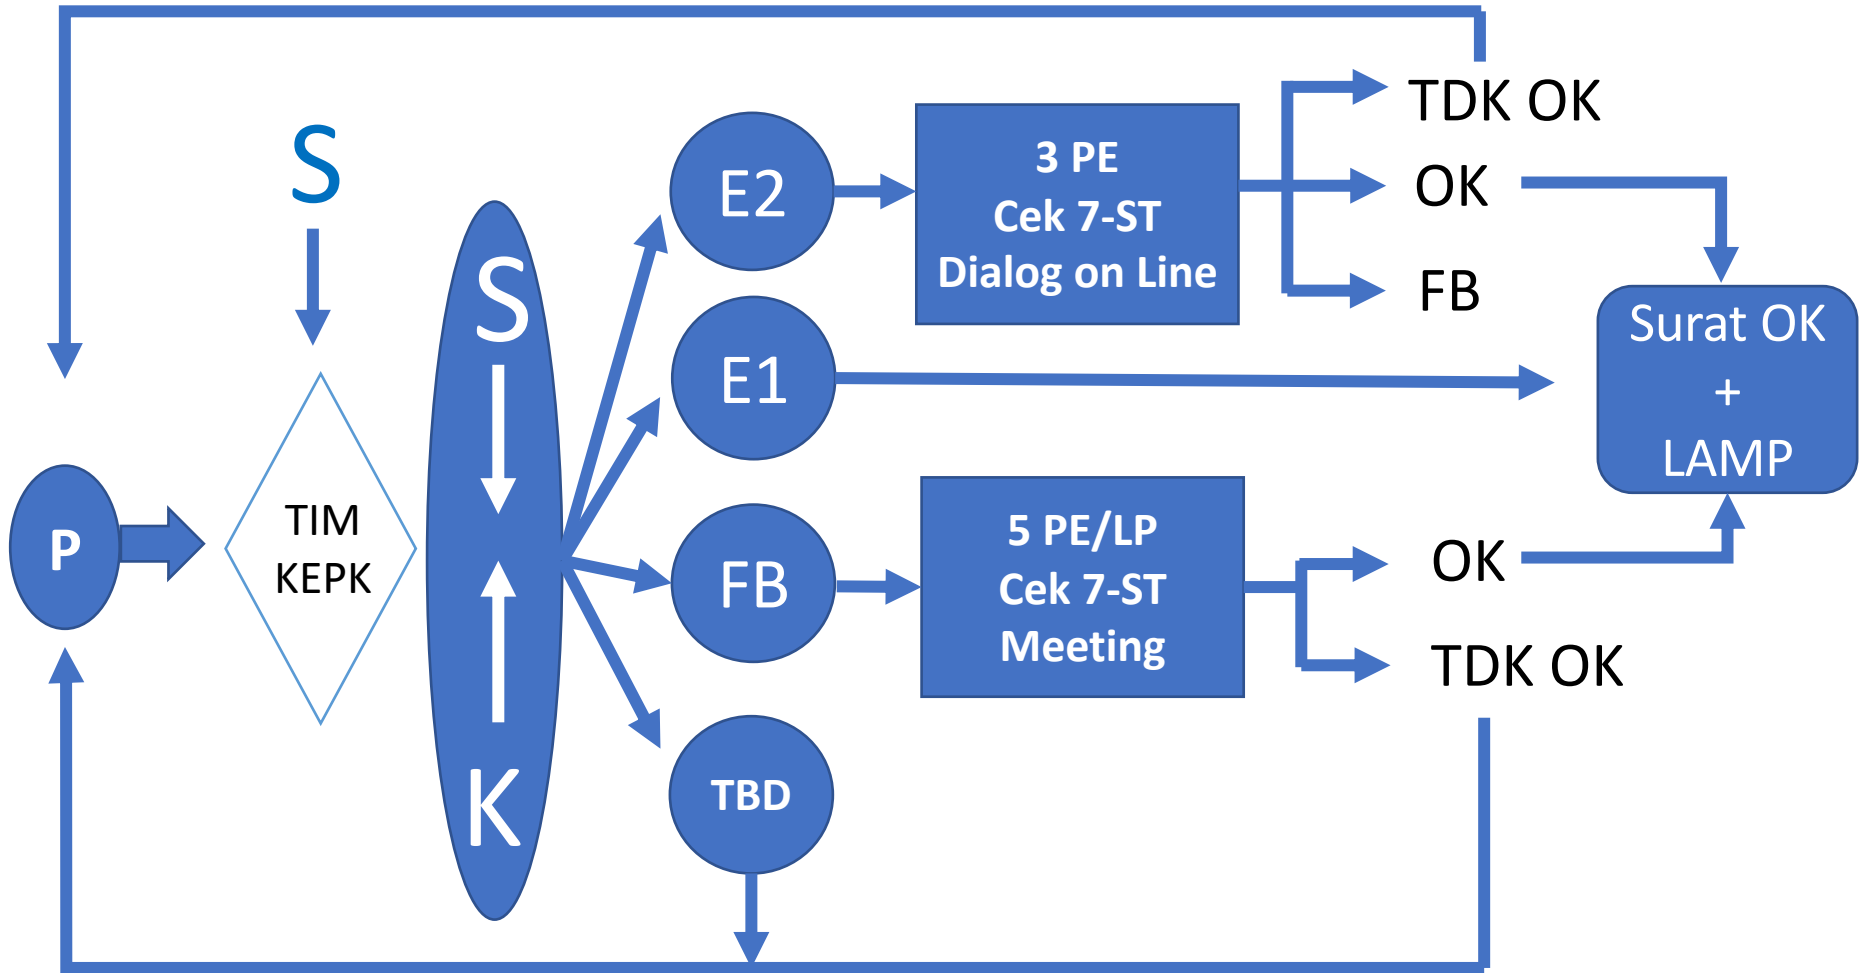 P
S
TIM
KEPK
S
K
E2
E1
FB
TBD
3 PE
Cek 7-ST
Dialog on Line
5 PE/LP
Cek 7-ST
Meeting
TDK OK
OK
FB
OK
TDK OK
Surat OK
+
LAMP